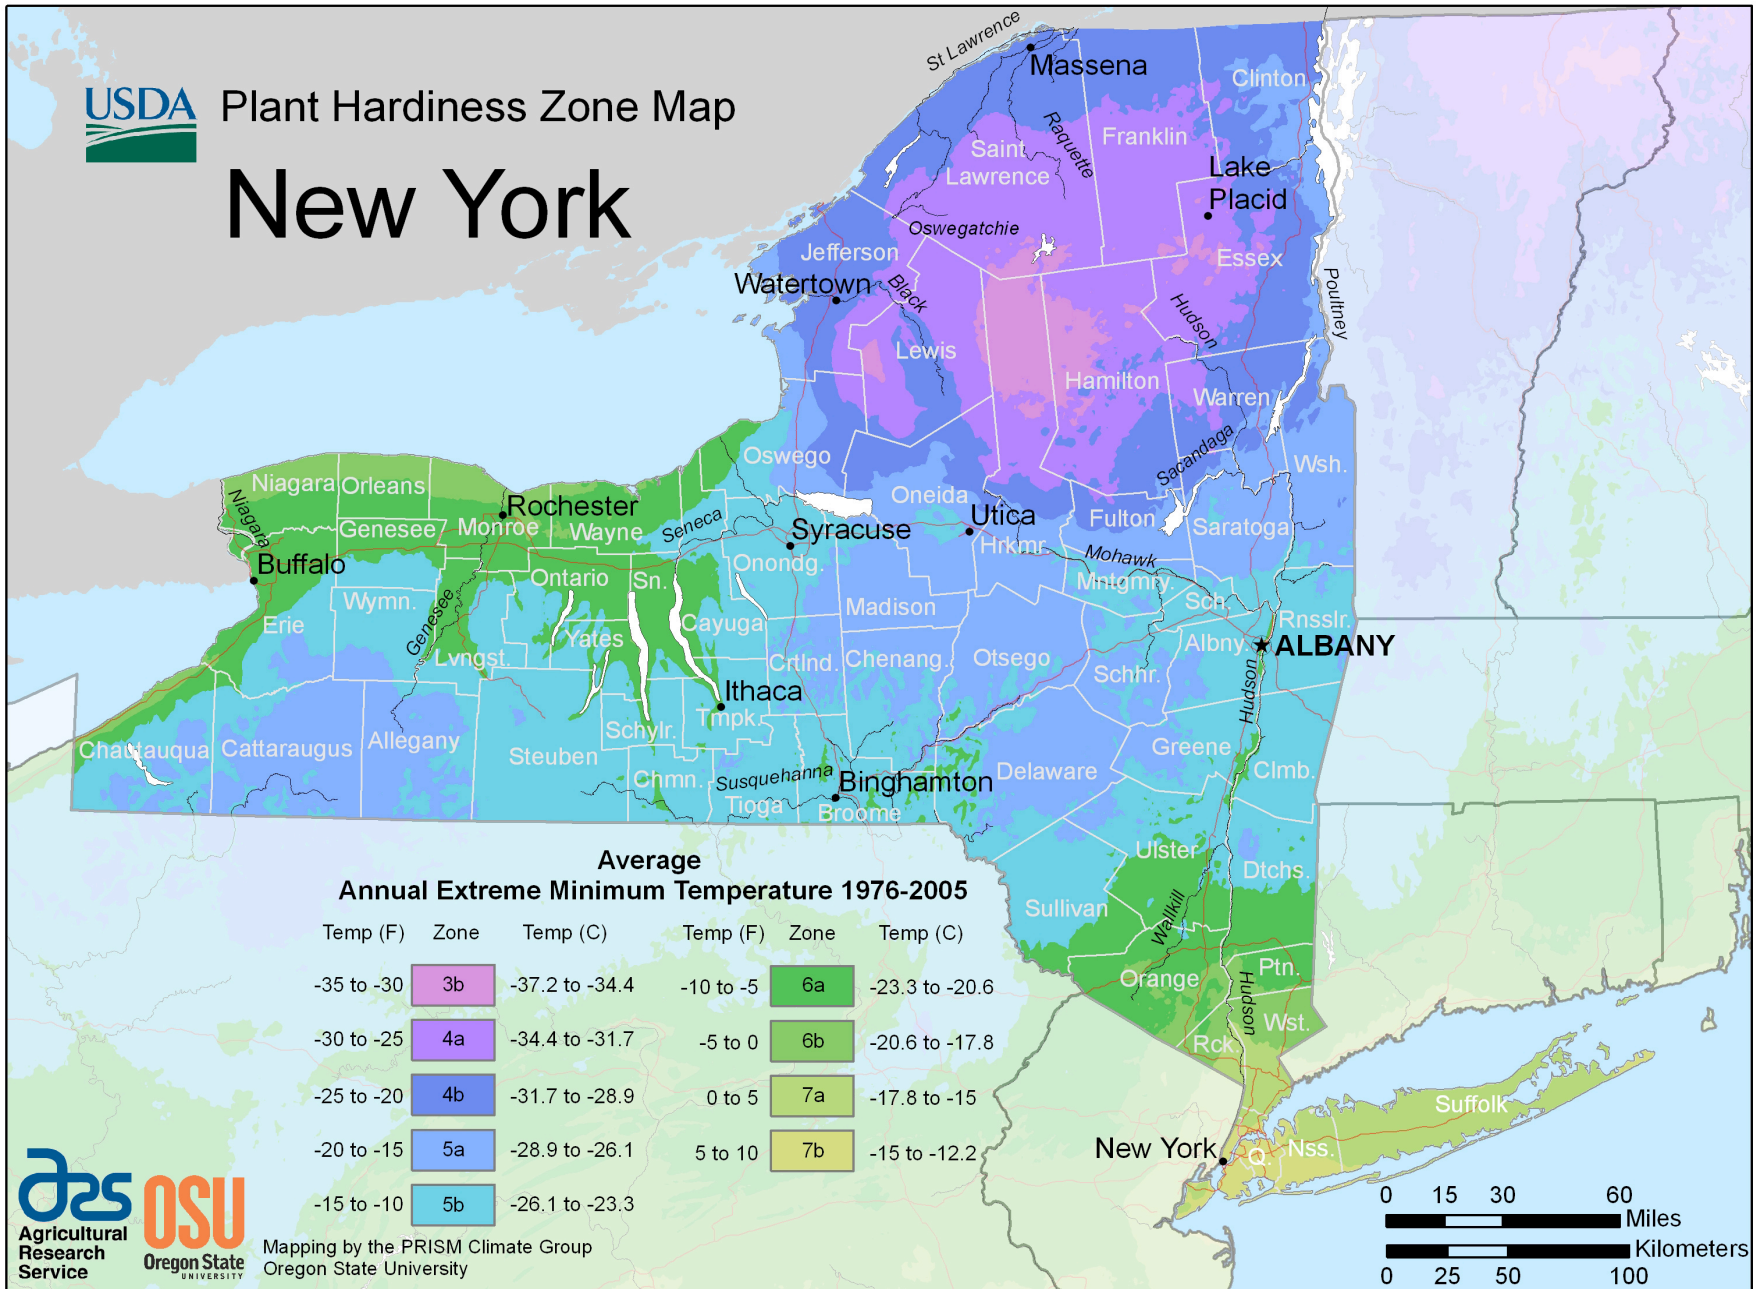 USDA
Plant Hardiness Zone Map
New York
St Lawrence
Massena
Clinton
Raquette
Franklin
Saint
Lawrence
Lake
Placid
Oswegatchie
Jefferson
Essex
Watertown
Black
Hudson
Poultney
Lewis
Hamilton
Warren
Sacandaga
Oswego
Wsh.
Niagara
Orleans
Niagara
Oneida
Rochester
Genesee
Monroe
Wayne
Seneca
Syracuse
Utica
Fulton
Saratoga
Hrkmr.
Mohawk
Buffalo
Ontario
Sn.
Onondg.
Mntgmry.
Wymn.
Genesee
Sch.
Madison
Erie
Yates
Cayuga
Rnsslr.
Albny.
ALBANY
Lvngst.
Crtlnd.
Chenang.
Otsego
Schhr.
Hudson
Ithaca
Tmpk.
Schylr.
Chautauqua
Cattaraugus
Allegany
Steuben
Greene
Chmn.
Susquehanna
Binghamton
Delaware
Clmb.
Tioga
Broome
Ulster
Dtchs.
Sullivan
Wallkill
Orange
Ptn.
Hudson
Wst.
Rck.
Suffolk
New York
Q.
Nss.
Average
Annual Extreme Minimum Temperature 1976-2005
Temp (F) Zone Temp (C)
-35 to -30 3b -37.2 to -34.4
-30 to -25 4a -34.4 to -31.7
-25 to -20 4b -31.7 to -28.9
-20 to -15 5a -28.9 to -26.1
-15 to -10 5b -26.1 to -23.3
Temp (F) Zone Temp (C)
-10 to -5 6a -23.3 to -20.6
-5 to 0 6b -20.6 to -17.8
0 to 5 7a -17.8 to -15
5 to 10 7b -15 to -12.2
ars
Agricultural
Research
Service
OSU
Oregon State
UNIVERSITY
Mapping by the PRISM Climate Group
Oregon State University
0 15 30 60
Miles
Kilometers
0 25 50 100